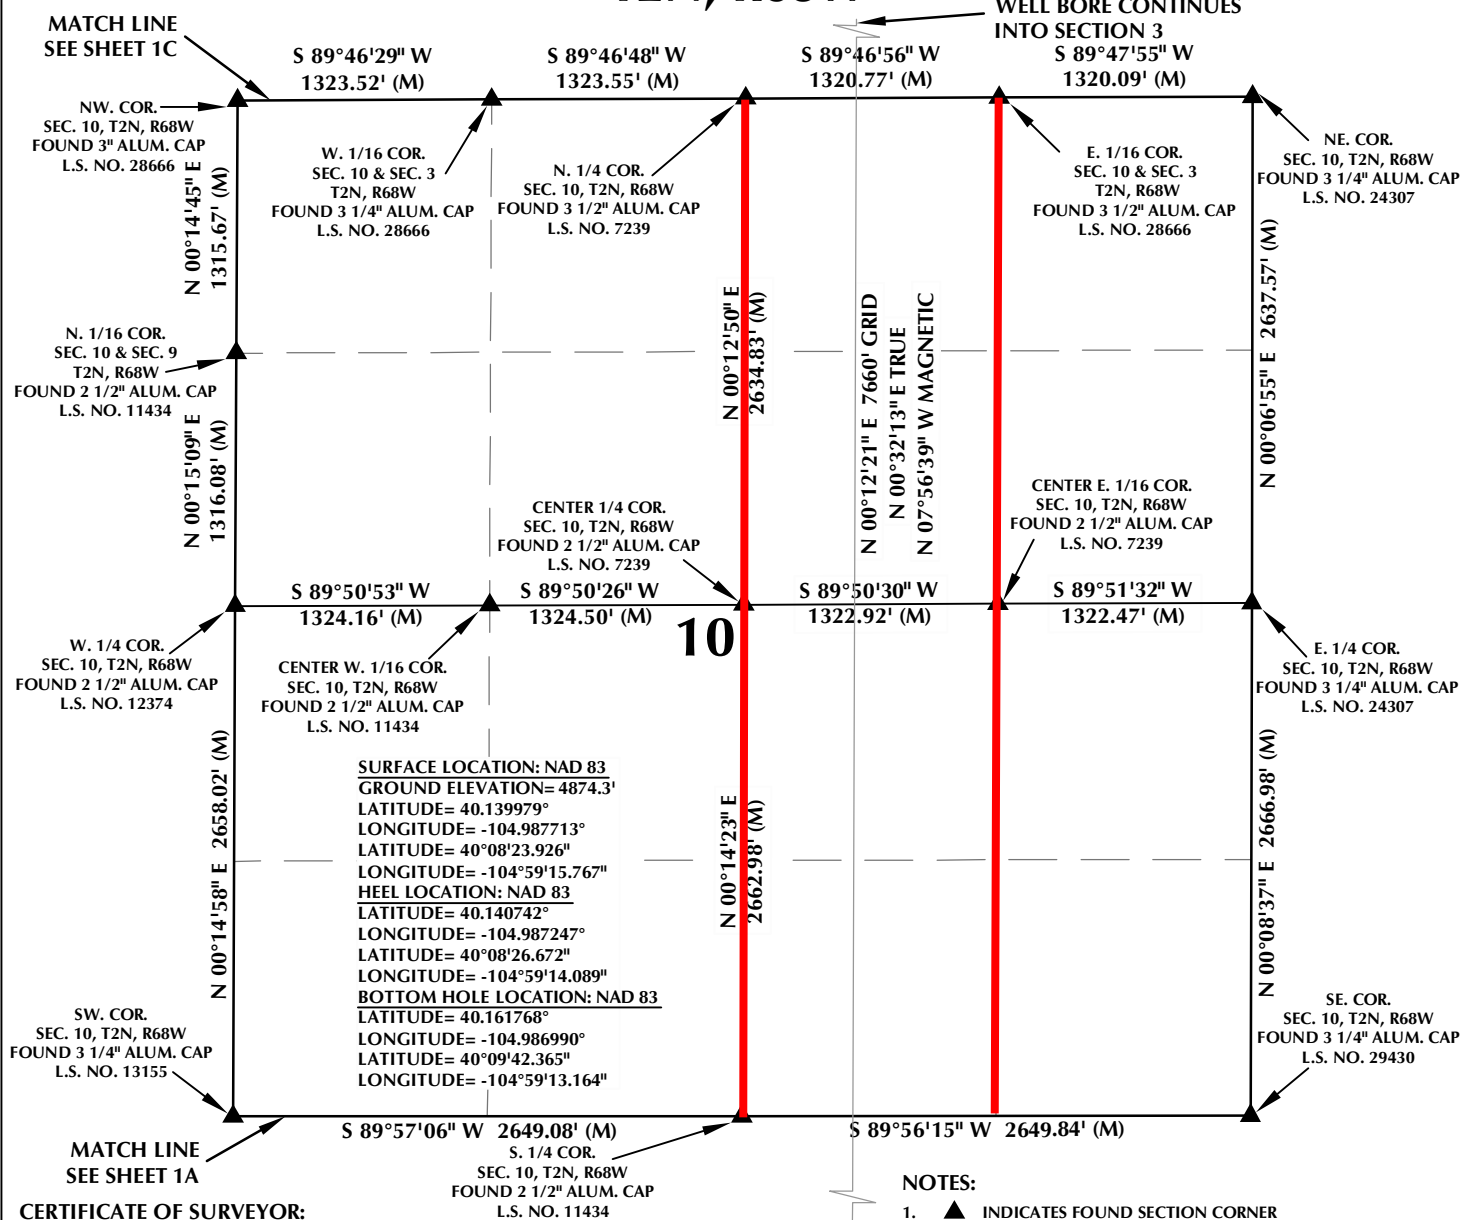 WELL BORE CONTINUES
INTO SECTION 3
MATCH LINE
SEE SHEET 1C
S 89°46'29" W
1323.52' (M)
S 89°46'48" W
1323.55' (M)
S 89°46'56" W
1320.77' (M)
S 89°47'55" W
1320.09' (M)
NW. COR.
SEC. 10, T2N, R68W
FOUND 3" ALUM. CAP
L.S. NO. 28666
W. 1/16 COR.
SEC. 10 & SEC. 3
T2N, R68W
FOUND 3 1/4" ALUM. CAP
L.S. NO. 28666
N. 1/4 COR.
SEC. 10, T2N, R68W
FOUND 3 1/2" ALUM. CAP
L.S. NO. 7239
E. 1/16 COR.
SEC. 10 & SEC. 3
T2N, R68W
FOUND 3 1/2" ALUM. CAP
L.S. NO. 28666
NE. COR.
SEC. 10, T2N, R68W
FOUND 3 1/4" ALUM. CAP
L.S. NO. 24307
N 00°14'45" E
1315.67' (M)
N. 1/16 COR.
SEC. 10 & SEC. 9
T2N, R68W
FOUND 2 1/2" ALUM. CAP
L.S. NO. 11434
N 00°15'09" E
1316.08' (M)
N 00°12'50" E
2634.83' (M)
N 00°12'21" E 7660' GRID
N 00°32'13" E TRUE
N 07°56'39" W MAGNETIC
N 00°06'55" E 2637.57' (M)
CENTER 1/4 COR.
SEC. 10, T2N, R68W
FOUND 2 1/2" ALUM. CAP
L.S. NO. 7239
CENTER E. 1/16 COR.
SEC. 10, T2N, R68W
FOUND 2 1/2" ALUM. CAP
L.S. NO. 7239
S 89°50'53" W
1324.16' (M)
S 89°50'26" W
1324.50' (M)
S 89°50'30" W
1322.92' (M)
S 89°51'32" W
1322.47' (M)
10
W. 1/4 COR.
SEC. 10, T2N, R68W
FOUND 2 1/2" ALUM. CAP
L.S. NO. 12374
CENTER W. 1/16 COR.
SEC. 10, T2N, R68W
FOUND 2 1/2" ALUM. CAP
L.S. NO. 11434
E. 1/4 COR.
SEC. 10, T2N, R68W
FOUND 3 1/4" ALUM. CAP
L.S. NO. 24307
N 00°14'58" E 2658.02' (M)
SURFACE LOCATION: NAD 83
GROUND ELEVATION= 4874.3'
LATITUDE= 40.139979°
LONGITUDE= -104.987713°
LATITUDE= 40°08'23.926"
LONGITUDE= -104°59'15.767"
HEEL LOCATION: NAD 83
LATITUDE= 40.140742°
LONGITUDE= -104.987247°
LATITUDE= 40°08'26.672"
LONGITUDE= -104°59'14.089"
BOTTOM HOLE LOCATION: NAD 83
LATITUDE= 40.161768°
LONGITUDE= -104.986990°
LATITUDE= 40°09'42.365"
LONGITUDE= -104°59'13.164"
N 00°14'23" E
2662.98' (M)
N 00°08'37" E 2666.98' (M)
SW. COR.
SEC. 10, T2N, R68W
FOUND 3 1/4" ALUM. CAP
L.S. NO. 13155
SE. COR.
SEC. 10, T2N, R68W
FOUND 3 1/4" ALUM. CAP
L.S. NO. 29430
S 89°57'06" W 2649.08' (M)
S 89°56'15" W 2649.84' (M)
MATCH LINE
SEE SHEET 1A
S. 1/4 COR.
SEC. 10, T2N, R68W
FOUND 2 1/2" ALUM. CAP
L.S. NO. 11434
CERTIFICATE OF SURVEYOR:
NOTES:
1. ▲ INDICATES FOUND SECTION CORNER